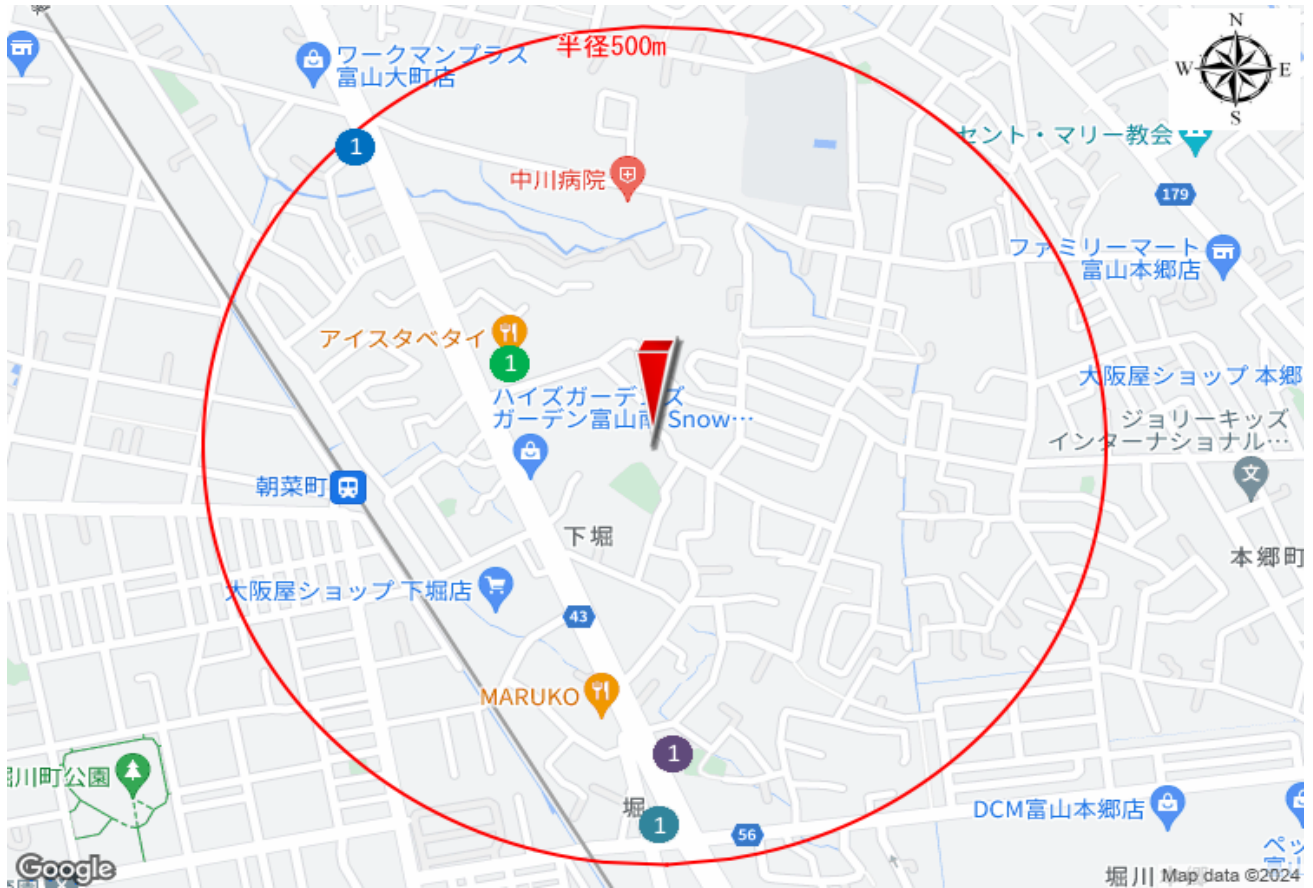 半径500m
N
W
E
S
ワークマンプラス
富山大町店
1
セント・マリー教会
中川病院
179
ファミリーマート
富山本郷店
アイスタベタイ
1
大阪屋ショップ 本郷
ハイズガーデンズ
ガーデン富山南 Snow…
ジョリーキッズ
インターナショナル…
文
朝菜町
下堀
本郷町
大阪屋ショップ 下堀店
43
MARUKO
1
川町公園
堀
1
56
DCM富山本郷店
Google
堀川
Map data ©2024